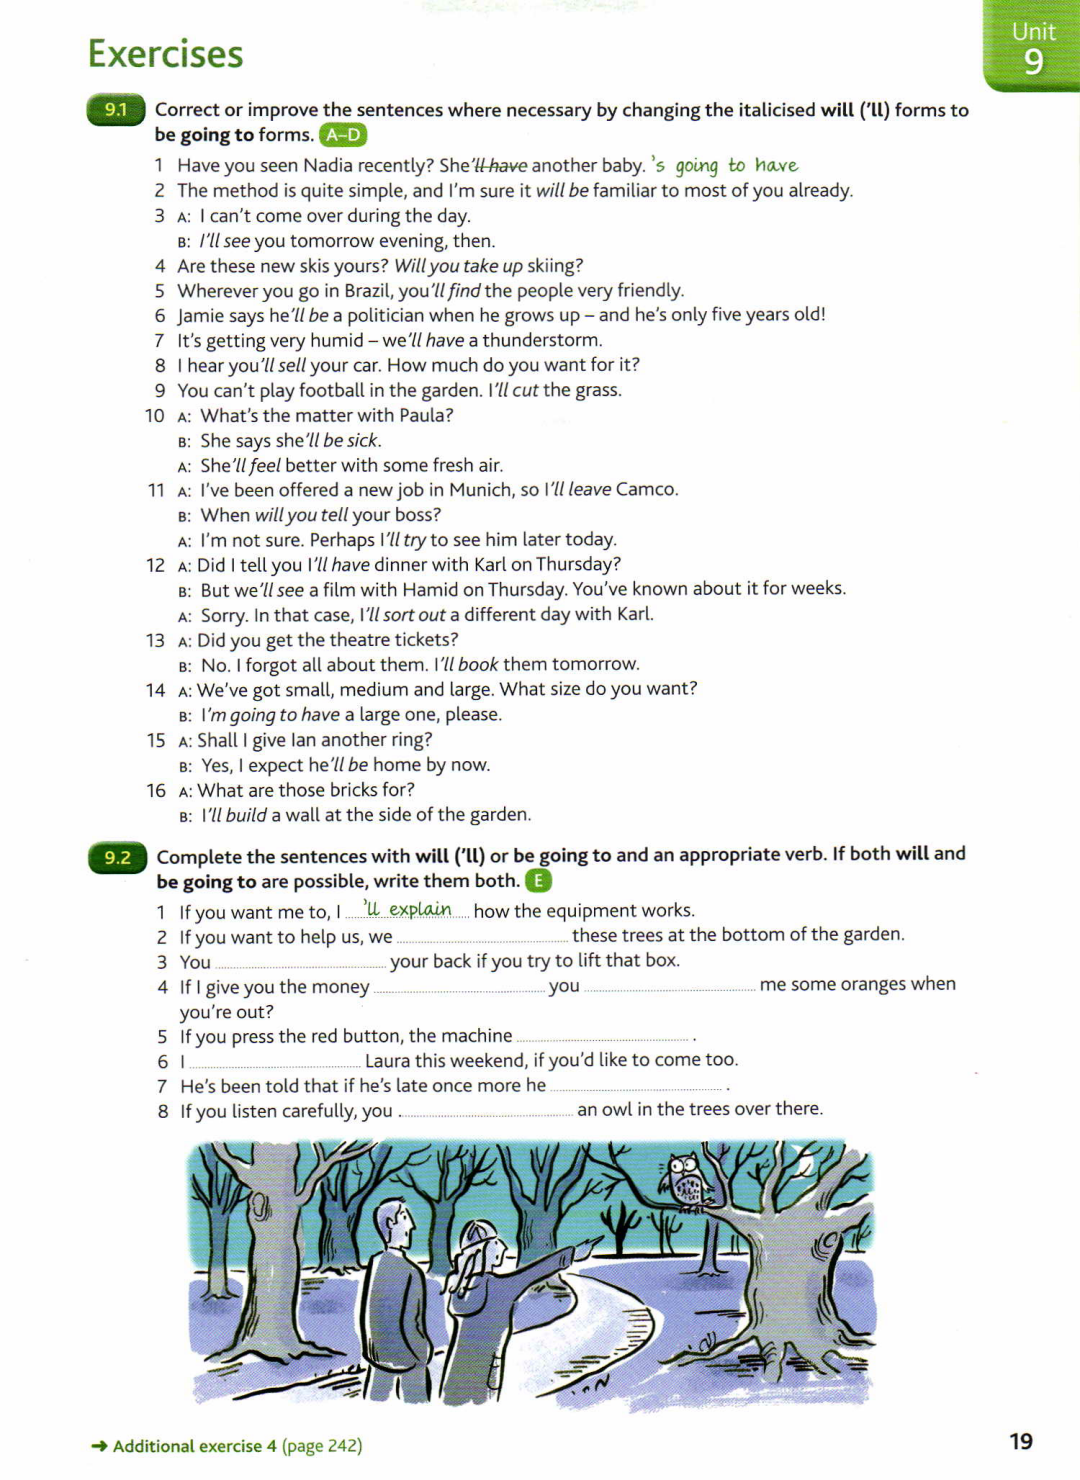 Unit
9
Exercises
9.1 Correct or improve the sentences where necessary by changing the italicised will ('ll) forms to
be going to forms. A–D
1 Have you seen Nadia recently? She'll have another baby. 's going to have
2 The method is quite simple, and I'm sure it will be familiar to most of you already.
3 A: I can't come over during the day.
B: I'll see you tomorrow evening, then.
4 Are these new skis yours? Will you take up skiing?
5 Wherever you go in Brazil, you'll find the people very friendly.
6 Jamie says he'll be a politician when he grows up – and he's only five years old!
7 It's getting very humid – we'll have a thunderstorm.
8 I hear you'll sell your car. How much do you want for it?
9 You can't play football in the garden. I'll cut the grass.
10 A: What's the matter with Paula?
B: She says she'll be sick.
A: She'll feel better with some fresh air.
11 A: I've been offered a new job in Munich, so I'll leave Camco.
B: When will you tell your boss?
A: I'm not sure. Perhaps I'll try to see him later today.
12 A: Did I tell you I'll have dinner with Karl on Thursday?
B: But we'll see a film with Hamid on Thursday. You've known about it for weeks.
A: Sorry. In that case, I'll sort out a different day with Karl.
13 A: Did you get the theatre tickets?
B: No. I forgot all about them. I'll book them tomorrow.
14 A: We've got small, medium and large. What size do you want?
B: I'm going to have a large one, please.
15 A: Shall I give Ian another ring?
B: Yes, I expect he'll be home by now.
16 A: What are those bricks for?
B: I'll build a wall at the side of the garden.
9.2 Complete the sentences with will ('ll) or be going to and an appropriate verb. If both will and
be going to are possible, write them both. E
1 If you want me to, I ......'ll explain...... how the equipment works.
2 If you want to help us, we .......................... these trees at the bottom of the garden.
3 You .......................... your back if you try to lift that box.
4 If I give you the money .......................... you .......................... me some oranges when
you're out?
5 If you press the red button, the machine .......................... .
6 I .......................... Laura this weekend, if you'd like to come too.
7 He's been told that if he's late once more he .......................... .
8 If you listen carefully, you .......................... an owl in the trees over there.
➜ Additional exercise 4 (page 242)
19